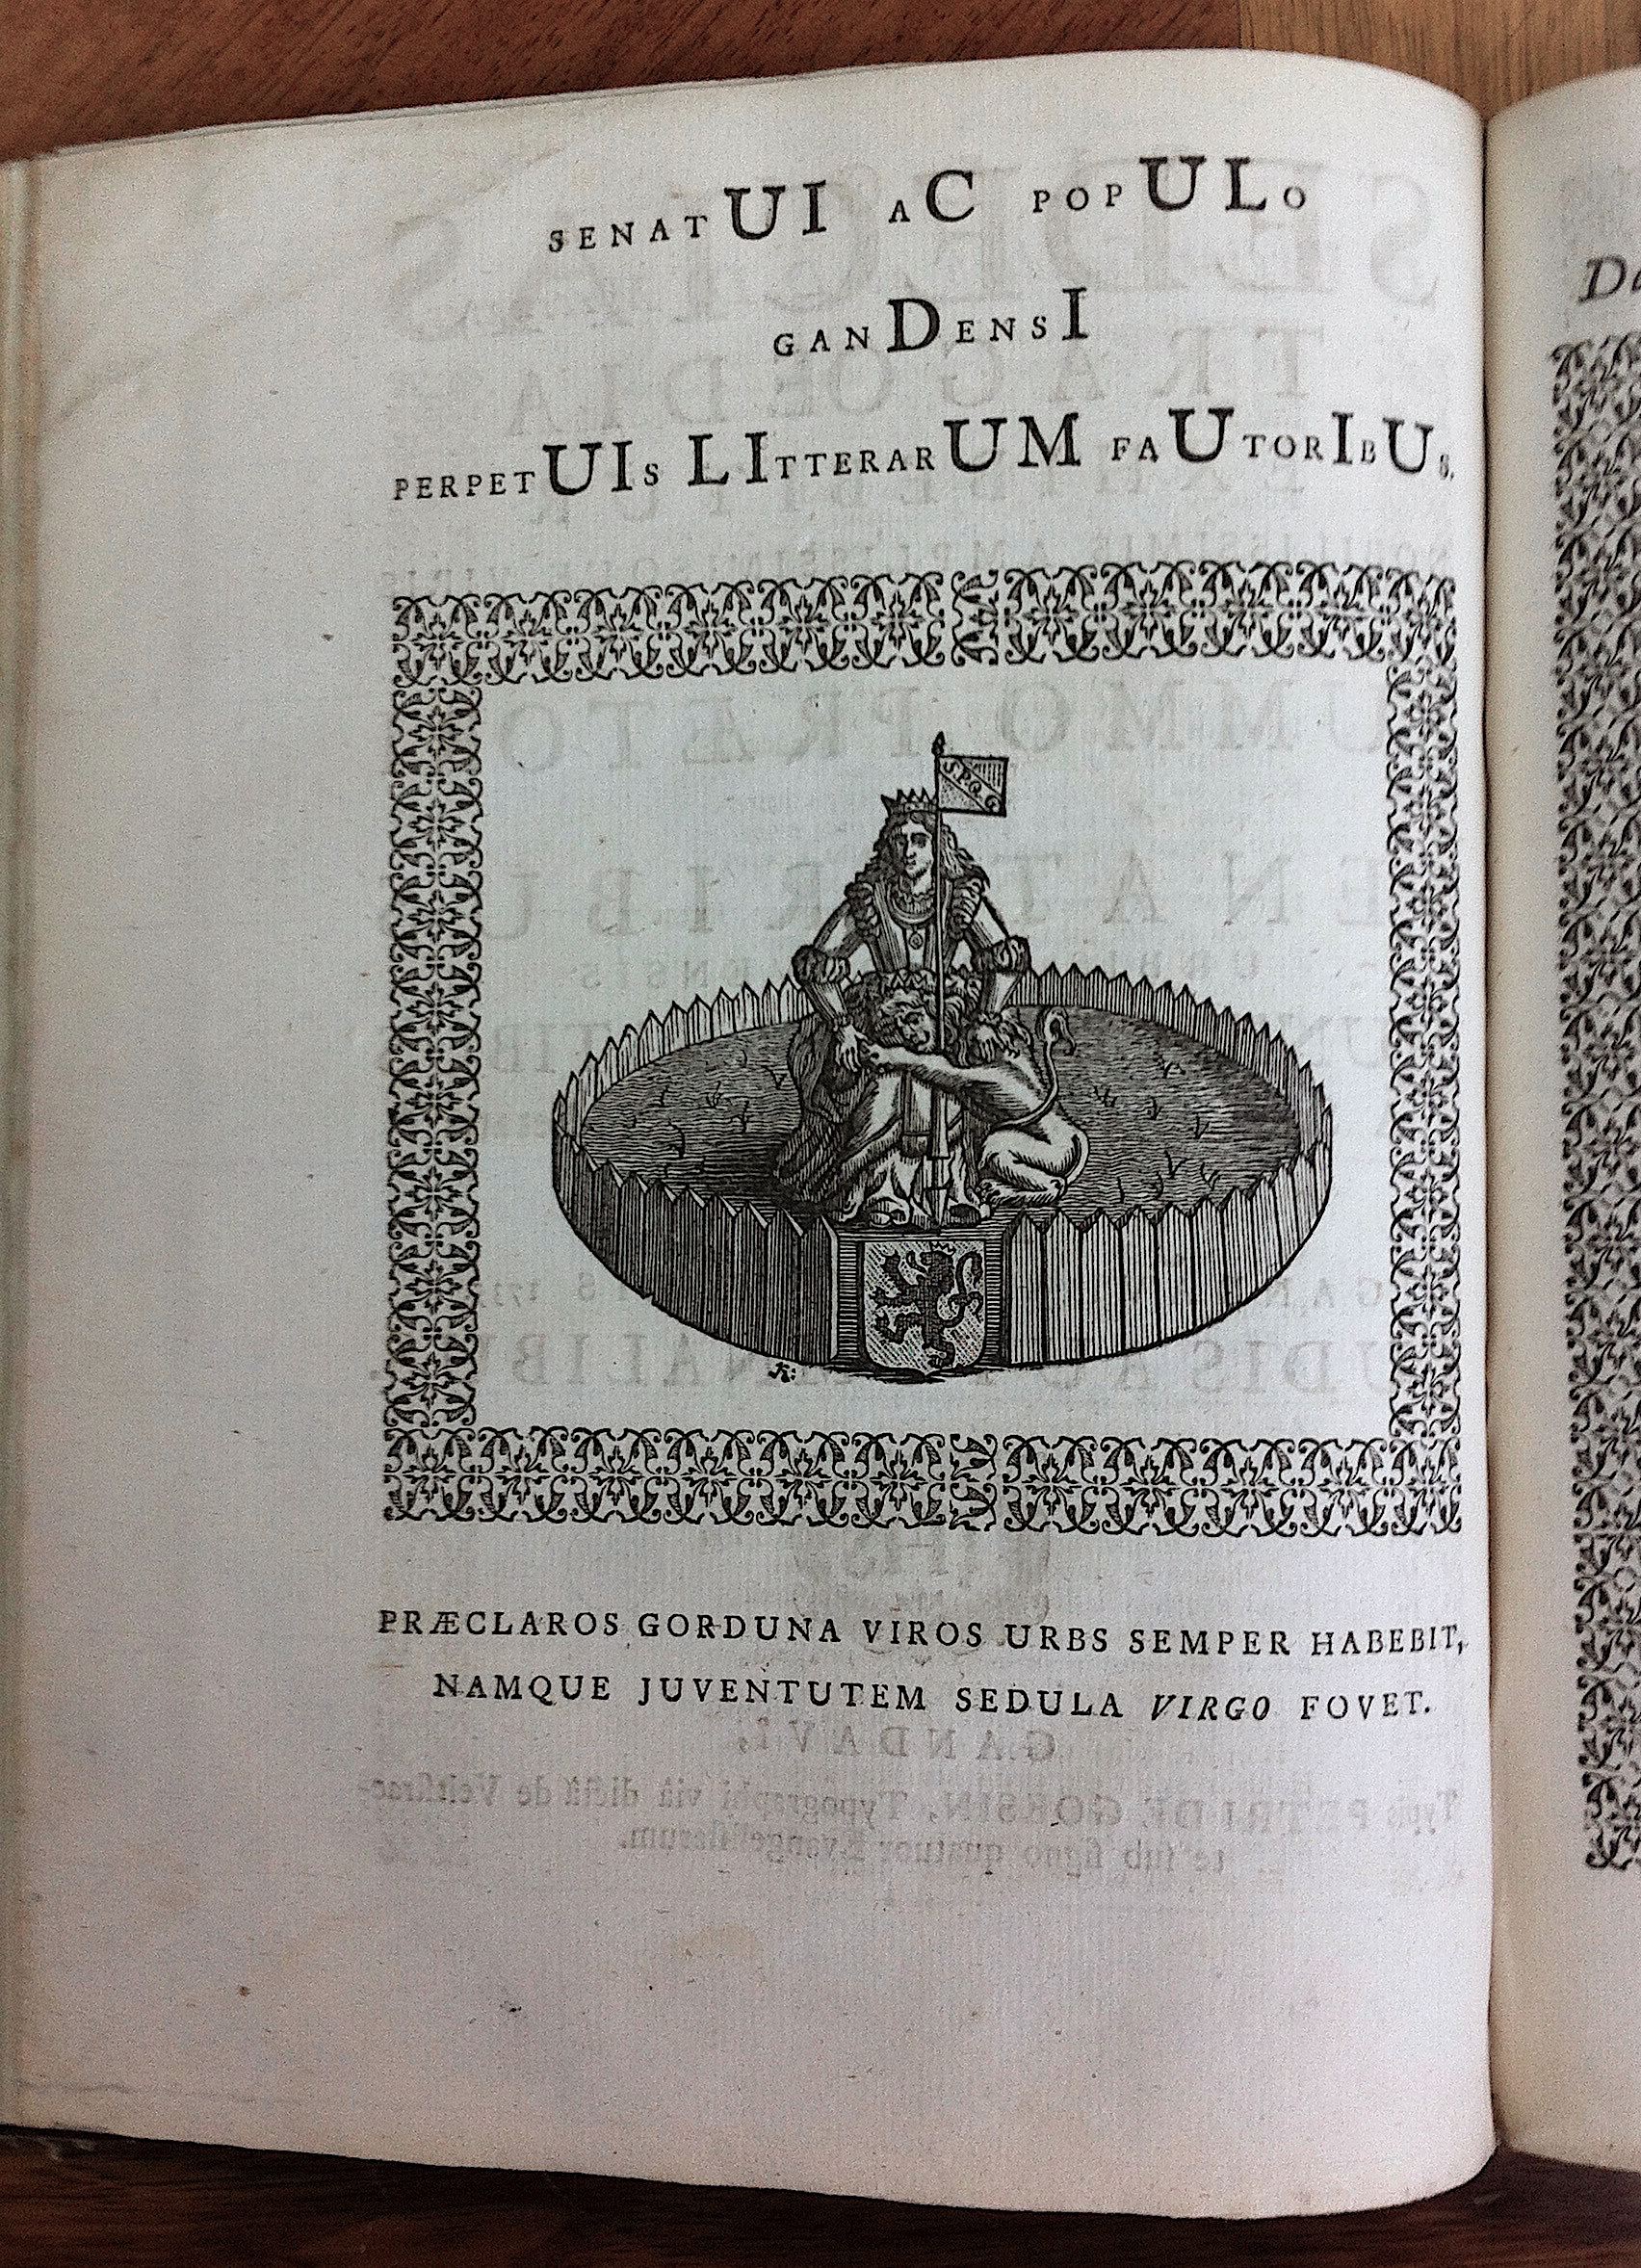 SENATUI AC POPULO
GANDENSI
PERPETUIS LITTERARUM FAUTORIBUS.
S.P.Q.G
PRÆCLAROS GORDUNA VIROS URBS SEMPER HABEBIT,
NAMQUE JUVENTUTEM SEDULA VIRGO FOVET.